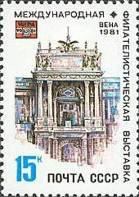 МЕЖДУНАРОДНАЯ
ФИЛАТЕЛИСТИЧЕСКАЯ ВЫСТАВКА
ВЕНА
1981
15к
ПОЧТА СССР